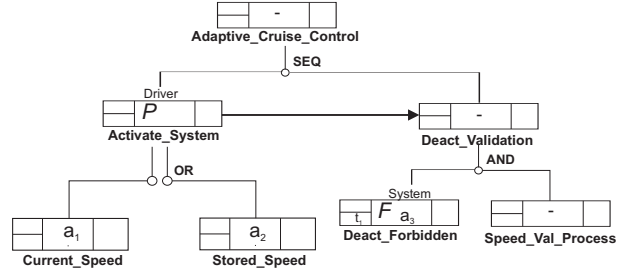 -
Adaptive_Cruise_Control
SEQ
Driver
P
Activate_System
-
Deact_Validation
OR
AND
System
a1
Current_Speed
a2
Stored_Speed
t1 F a3
Deact_Forbidden
-
Speed_Val_Process